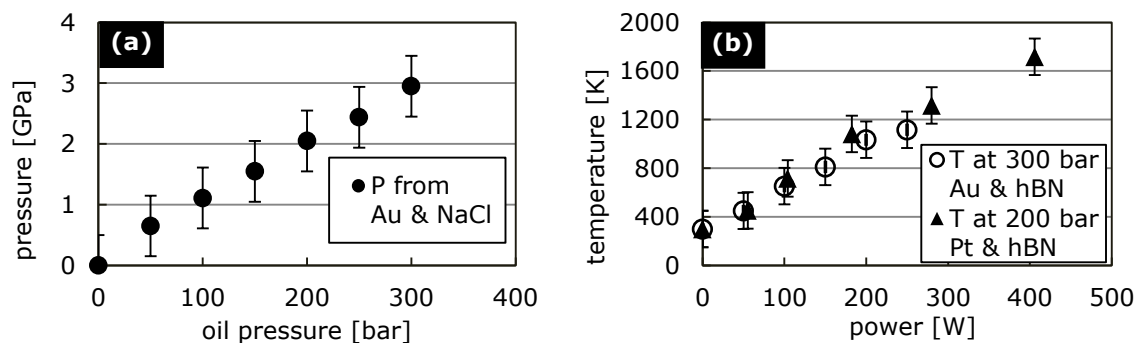 (a)
pressure [GPa]
4
3
2
1
0
0 100 200 300 400
oil pressure [bar]
P from
Au & NaCl
(b)
temperature [K]
2000
1600
1200
800
400
0
0 100 200 300 400 500
power [W]
T at 300 bar
Au & hBN
T at 200 bar
Pt & hBN